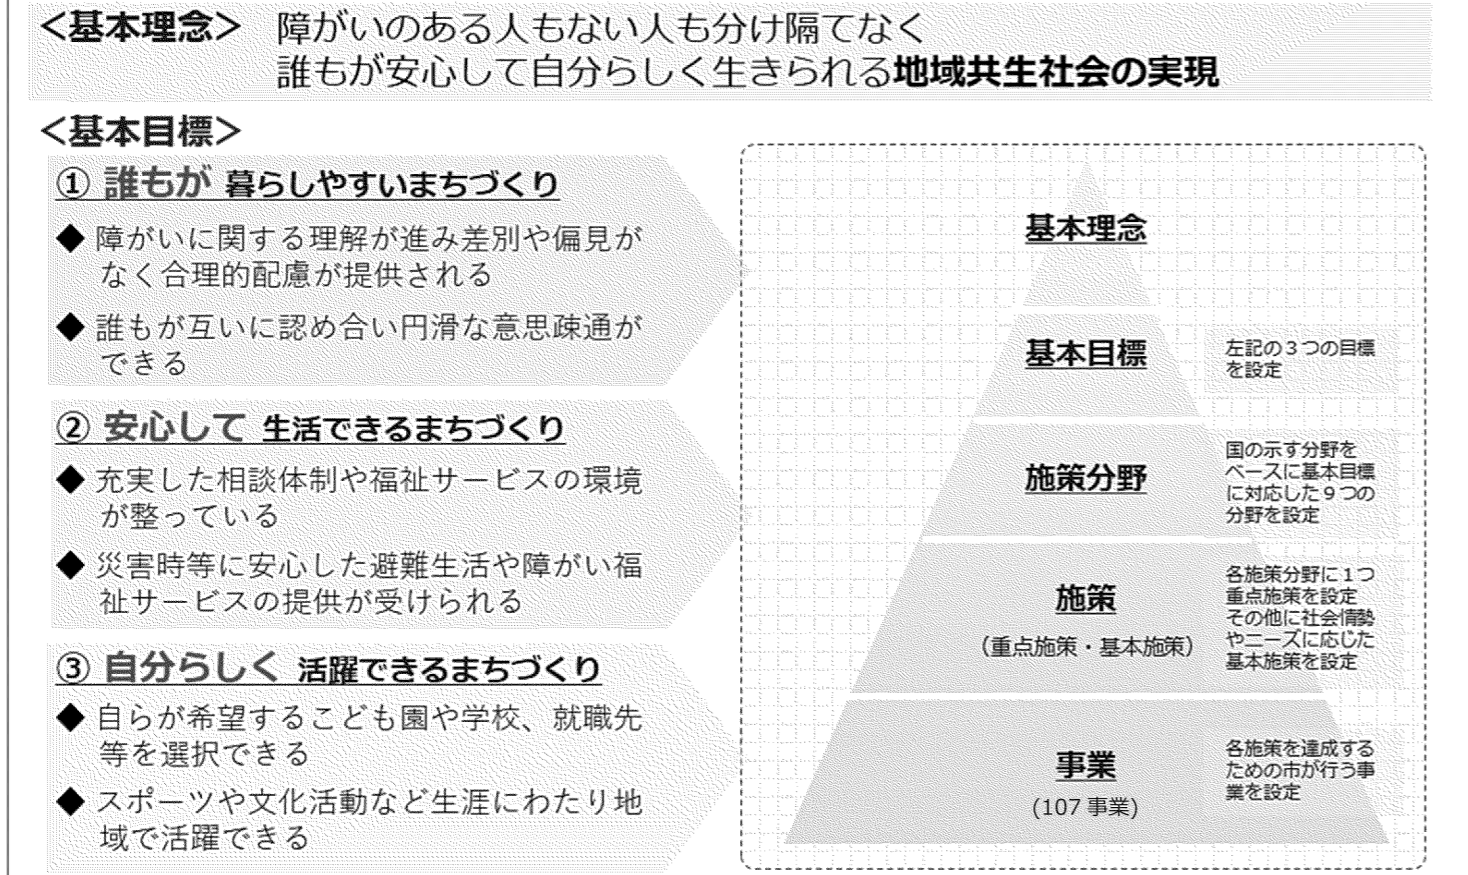 ＜基本理念＞ 障がいのある人もない人も分け隔てなく
誰もが安心して自分らしく生きられる地域共生社会の実現
＜基本目標＞
① 誰もが 暮らしやすいまちづくり
◆ 障がいに関する理解が進み差別や偏見が
なく合理的配慮が提供される
◆ 誰もが互いに認め合い円滑な意思疎通が
できる
② 安心して 生活できるまちづくり
◆ 充実した相談体制や福祉サービスの環境
が整っている
◆ 災害時等に安心した避難生活や障がい福
祉サービスの提供が受けられる
③ 自分らしく 活躍できるまちづくり
◆ 自らが希望するこども園や学校、就職先
等を選択できる
◆ スポーツや文化活動など生涯にわたり地
域で活躍できる
基本理念
基本目標
左記の３つの目標
を設定
施策分野
国の示す分野を
ベースに基本目標
に対応した９つの
分野を設定
施策
（重点施策・基本施策）
各施策分野に１つ
重点施策を設定
その他に社会情勢
やニーズに応じた
基本施策を設定
事業
(107 事業)
各施策を達成する
ための市が行う事
業を設定